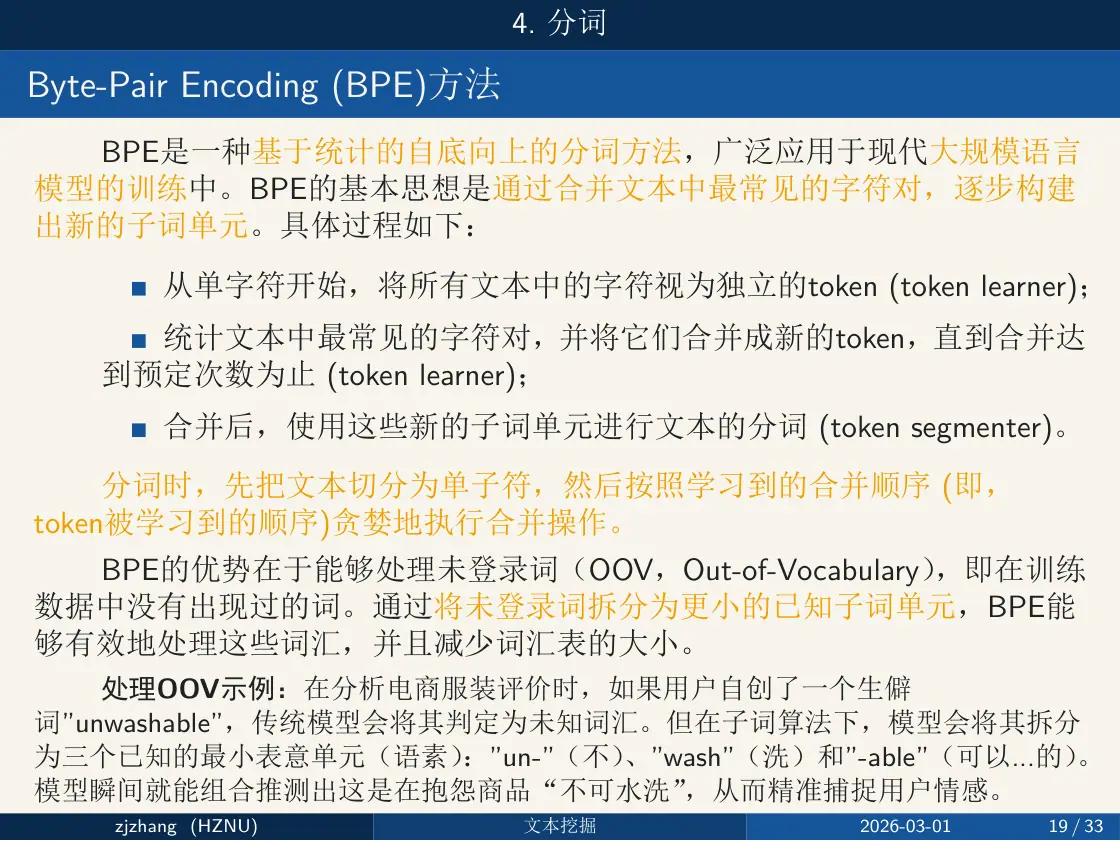 4. 分词
Byte-Pair Encoding (BPE)方法
BPE是一种基于统计的自底向上的分词方法，广泛应用于现代大规模语言
模型的训练中。BPE的基本思想是通过合并文本中最常见的字符对，逐步构建
出新的子词单元。具体过程如下：
■ 从单字符开始，将所有文本中的字符视为独立的token (token learner)；
■ 统计文本中最常见的字符对，并将它们合并成新的token，直到合并达
到预定次数为止 (token learner)；
■ 合并后，使用这些新的子词单元进行文本的分词 (token segmenter)。
分词时，先把文本切分为单子符，然后按照学习到的合并顺序 (即，
token被学习到的顺序)贪婪地执行合并操作。
BPE的优势在于能够处理未登录词（OOV，Out-of-Vocabulary），即在训练
数据中没有出现过的词。通过将未登录词拆分为更小的已知子词单元，BPE能
够有效地处理这些词汇，并且减少词汇表的大小。
处理OOV示例：在分析电商服装评价时，如果用户自创了一个生僻
词”unwashable”，传统模型会将其判定为未知词汇。但在子词算法下，模型会将其拆分
为三个已知的最小表意单元（语素）：”un-”（不）、”wash”（洗）和”-able”（可以...的）。
模型瞬间就能组合推测出这是在抱怨商品“不可水洗”，从而精准捕捉用户情感。
zjzhang (HZNU) 文本挖掘 2026-03-01 19 / 33